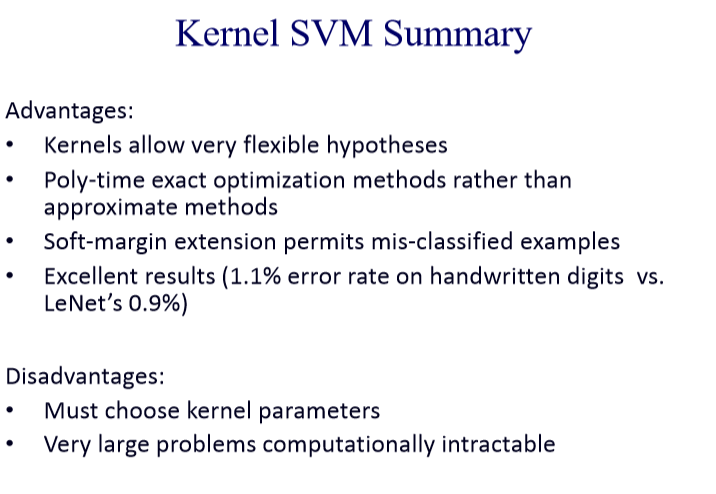 Kernel SVM Summary
Advantages:
• Kernels allow very flexible hypotheses
• Poly-time exact optimization methods rather than
approximate methods
• Soft-margin extension permits mis-classified examples
• Excellent results (1.1% error rate on handwritten digits  vs.
LeNet’s 0.9%)
Disadvantages:
• Must choose kernel parameters
• Very large problems computationally intractable